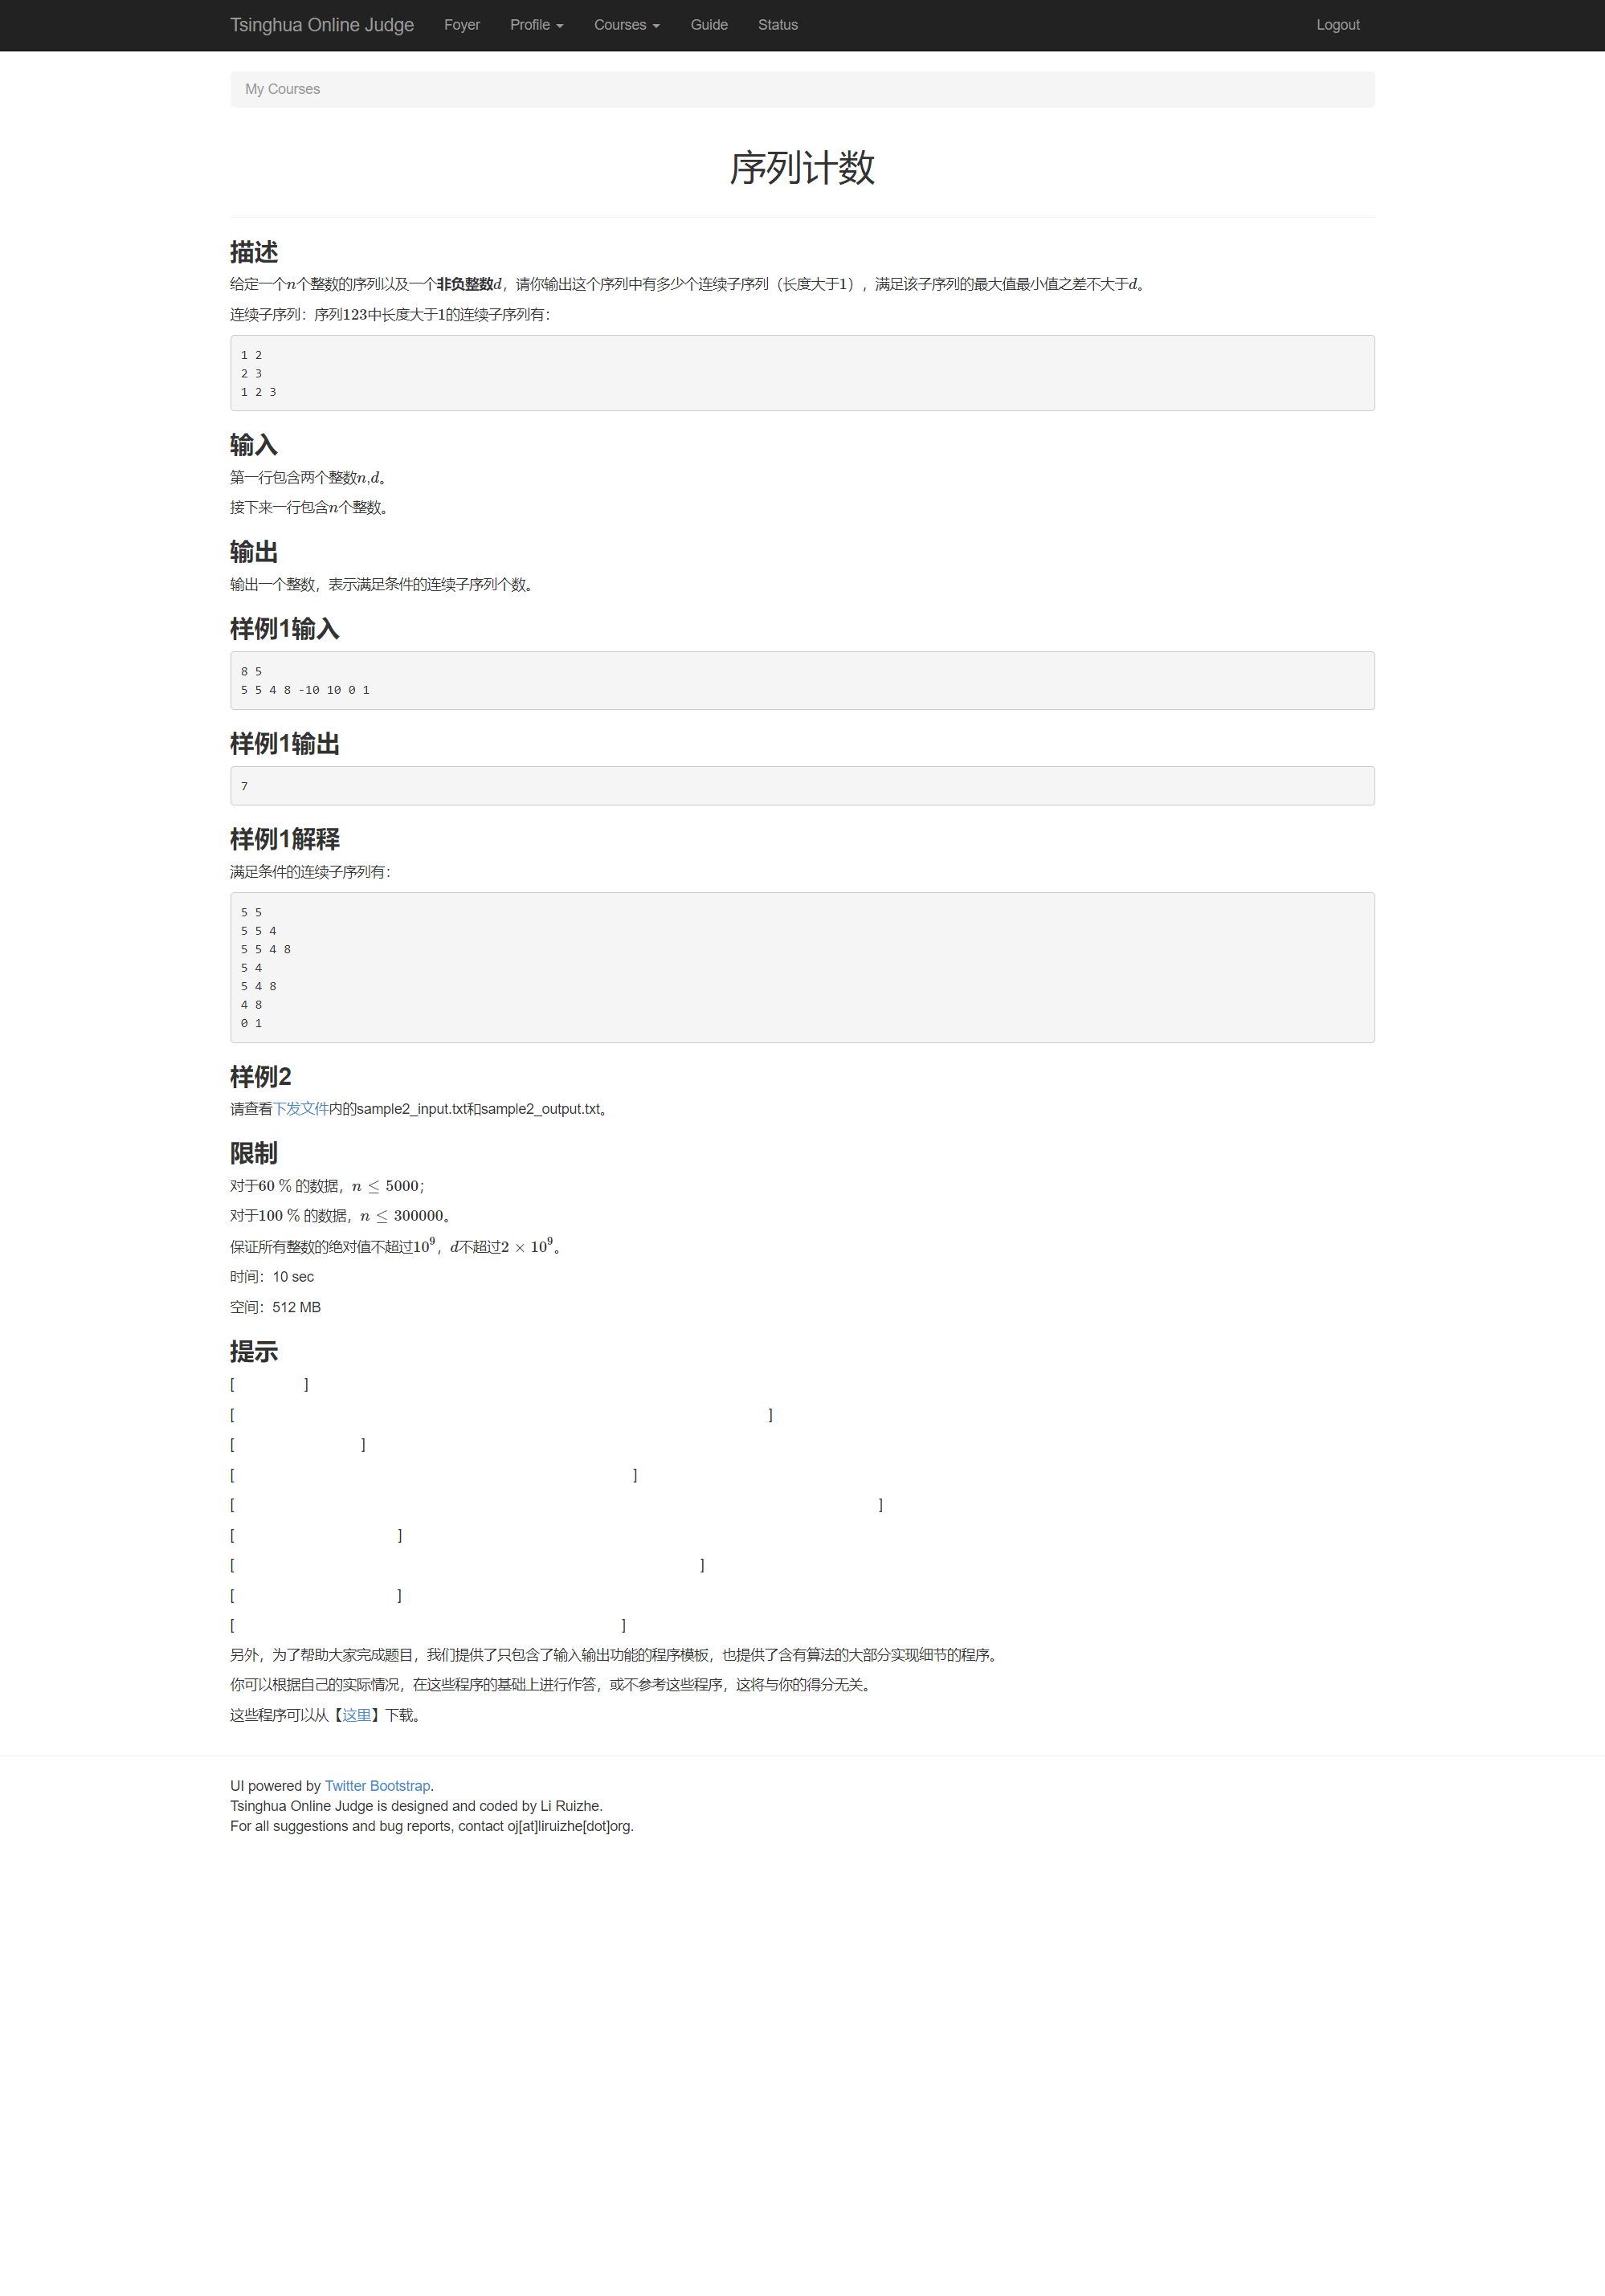 Tsinghua Online Judge Foyer Profile Courses Guide Status Logout
My Courses
序列计数
描述
给定一个n个整数的序列以及一个非负整数d，请你输出这个序列中有多少个连续子序列（长度大于1），满足该子序列的最大值最小值之差不大于d。
连续子序列：序列123中长度大于1的连续子序列有：
1 2
2 3
1 2 3
输入
第一行包含两个整数n,d。
接下来一行包含n个整数。
输出
输出一个整数，表示满足条件的连续子序列个数。
样例1输入
8 5
5 5 4 8 -10 10 0 1
样例1输出
7
样例1解释
满足条件的连续子序列有：
5 5
5 5 4
5 5 4 8
5 4
5 4 8
4 8
0 1
样例2
请查看下发文件内的sample2_input.txt和sample2_output.txt。
限制
对于60 % 的数据，n ≤ 5000；
对于100 % 的数据，n ≤ 300000。
保证所有整数的绝对值不超过10^9，d不超过2 × 10^9。
时间：10 sec
空间：512 MB
提示
[ ]
[ ]
[ ]
[ ]
[ ]
[ ]
[ ]
[ ]
[ ]
另外，为了帮助大家完成题目，我们提供了只包含了输入输出功能的程序模板，也提供了含有算法的大部分实现细节的程序。
你可以根据自己的实际情况，在这些程序的基础上进行作答，或不参考这些程序，这将与你的得分无关。
这些程序可以从【这里】下载。
UI powered by Twitter Bootstrap.
Tsinghua Online Judge is designed and coded by Li Ruizhe.
For all suggestions and bug reports, contact oj[at]liruizhe[dot]org.